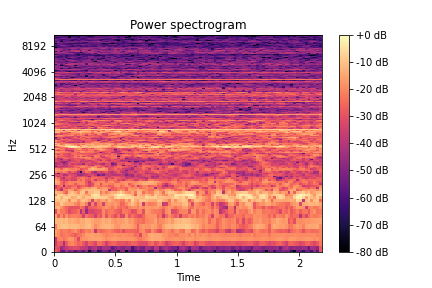 Power spectrogram
8192
4096
2048
1024
512
256
128
64
0
Hz
0
0.5
1
1.5
2
Time
+0 dB
-10 dB
-20 dB
-30 dB
-40 dB
-50 dB
-60 dB
-70 dB
-80 dB